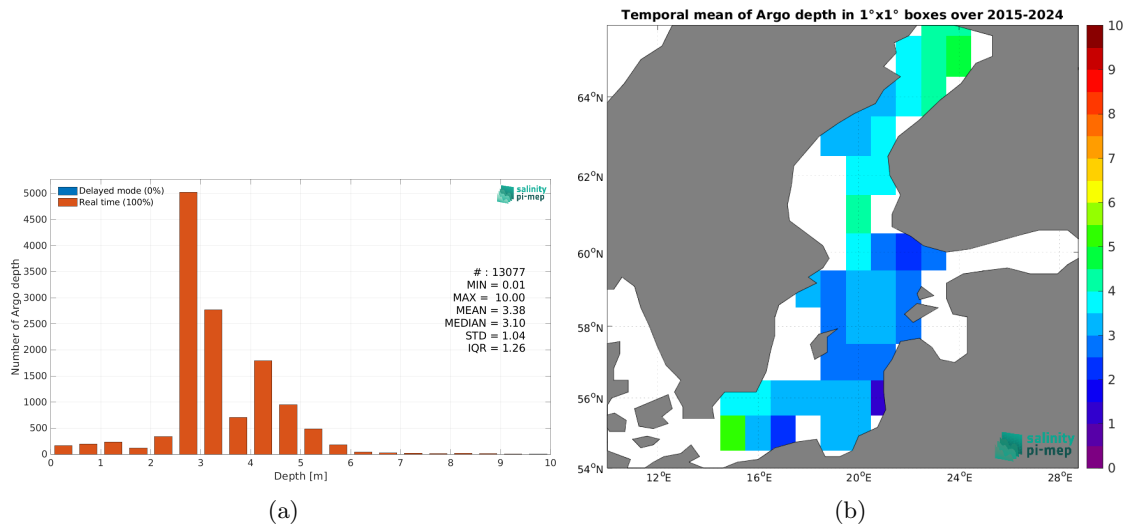 Delayed mode (0%)
Real time (100%)
salinity
pi-mep
# : 13077
MIN = 0.01
MAX = 10.00
MEAN = 3.38
MEDIAN = 3.10
STD = 1.04
IQR = 1.26
Number of Argo depth
5000
4500
4000
3500
3000
2500
2000
1500
1000
500
0
0 1 2 3 4 5 6 7 8 9 10
Depth [m]
(a)
Temporal mean of Argo depth in 1°x1° boxes over 2015-2024
64°N
62°N
60°N
58°N
56°N
54°N
12°E 16°E 20°E 24°E 28°E
salinity
pi-mep
10
9
8
7
6
5
4
3
2
1
0
(b)